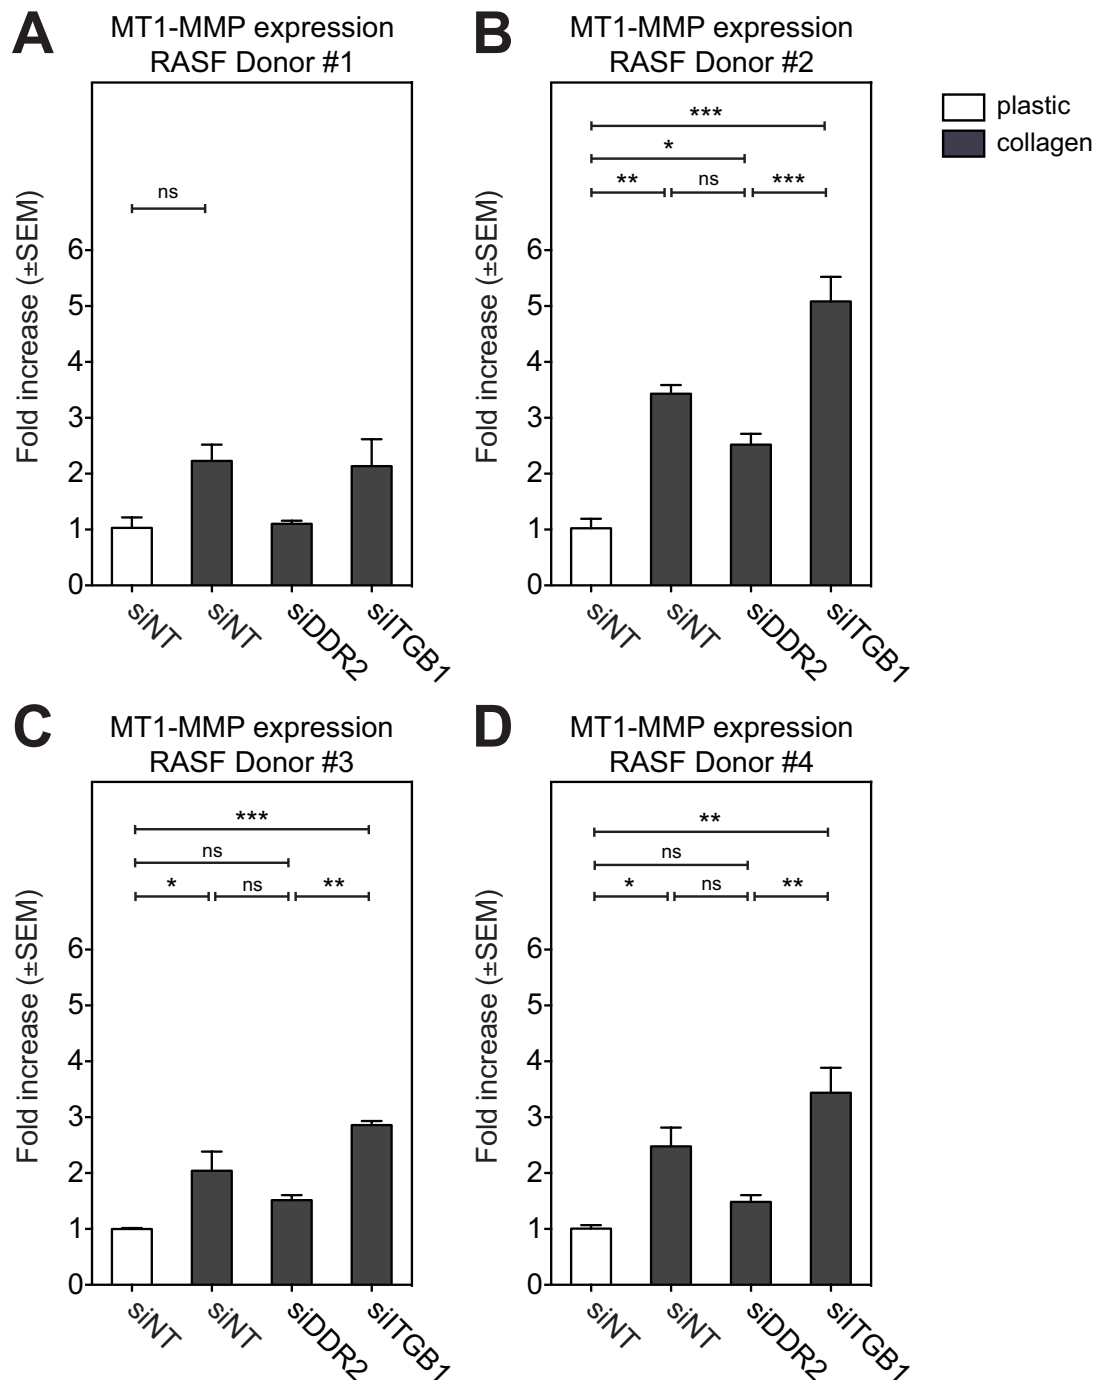 A
MT1-MMP expression
RASF Donor #1
ns
Fold increase (±SEM)
6
5
4
3
2
1
0
siNT
siNT
siDDR2
siITGB1
B
MT1-MMP expression
RASF Donor #2
***
*
** ns ***
Fold increase (±SEM)
6
5
4
3
2
1
0
siNT
siNT
siDDR2
siITGB1
plastic
collagen
C
MT1-MMP expression
RASF Donor #3
***
ns
* ns **
Fold increase (±SEM)
6
5
4
3
2
1
0
siNT
siNT
siDDR2
siITGB1
D
MT1-MMP expression
RASF Donor #4
**
ns
* ns **
Fold increase (±SEM)
6
5
4
3
2
1
0
siNT
siNT
siDDR2
siITGB1